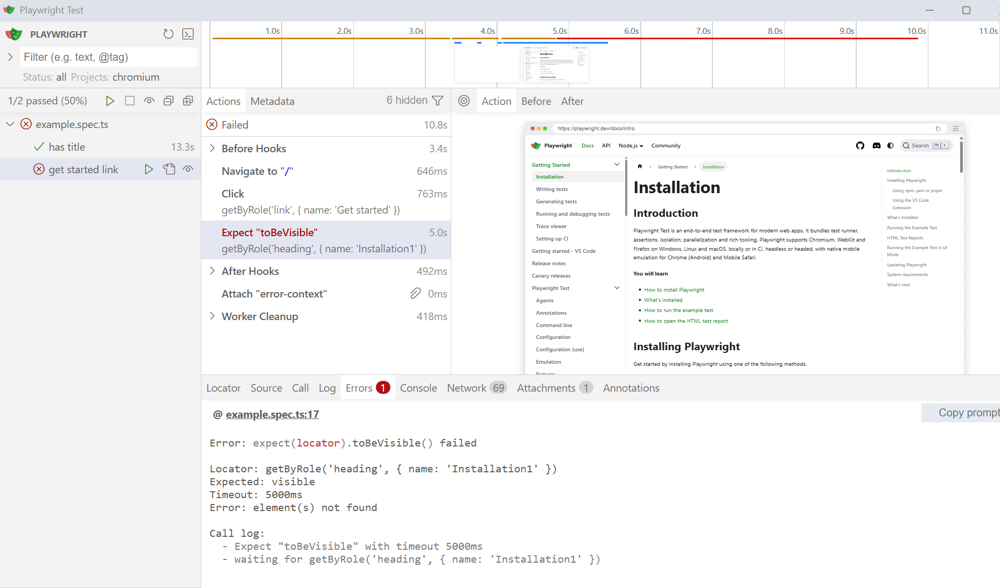 Playwright Test
PLAYWRIGHT
Filter (e.g. text, @tag)
Status: all Projects: chromium
1/2 passed (50%)
example.spec.ts
has title 13.3s
get started link
1.0s 2.0s 3.0s 4.0s 5.0s 6.0s 7.0s 8.0s 9.0s 10.0s 11.0s
Installation
Actions Metadata 6 hidden
Failed 10.8s
Before Hooks 3.4s
Navigate to "/" 646ms
Click 763ms
getByRole('link', { name: 'Get started' })
Expect "toBeVisible" 5.0s
getByRole('heading', { name: 'Installation1' })
After Hooks 492ms
Attach "error-context" 0ms
Worker Cleanup 418ms
Action Before After
https://playwright.dev/docs/intro
Playwright Docs API Node.js Community Search
Getting Started
Installation
Writing tests
Generating tests
Running and debugging tests
Trace viewer
Setting up CI
Getting started - VS Code
Release notes
Canary releases
Playwright Test
Agents
Annotations
Command line
Configuration
Configuration (use)
Emulation
Fixtures
Getting Started Installation
Installation
Introduction
Playwright Test is an end-to-end test framework for modern web apps. It bundles test runner,
assertions, isolation, parallelization and rich tooling. Playwright supports Chromium, WebKit and
Firefox on Windows, Linux and macOS, locally or in CI, headless or headed, with native mobile
emulation for Chrome (Android) and Mobile Safari.
You will learn
How to install Playwright
What's installed
How to run the example test
How to open the HTML test report
Installing Playwright
Get started by installing Playwright using one of the following methods.
Introduction
Installing Playwright
Using npm, yarn or pnpm
Using the VS Code
Extension
What's Installed
Running the Example Test
HTML Test Reports
Running the Example Test in UI
Mode
Updating Playwright
System requirements
What's next
Locator Source Call Log Errors 1 Console Network 69 Attachments 1 Annotations
@ example.spec.ts:17
Copy prompt
Error: expect(locator).toBeVisible() failed
Locator: getByRole('heading', { name: 'Installation1' })
Expected: visible
Timeout: 5000ms
Error: element(s) not found
Call log:
- Expect "toBeVisible" with timeout 5000ms
- waiting for getByRole('heading', { name: 'Installation1' })